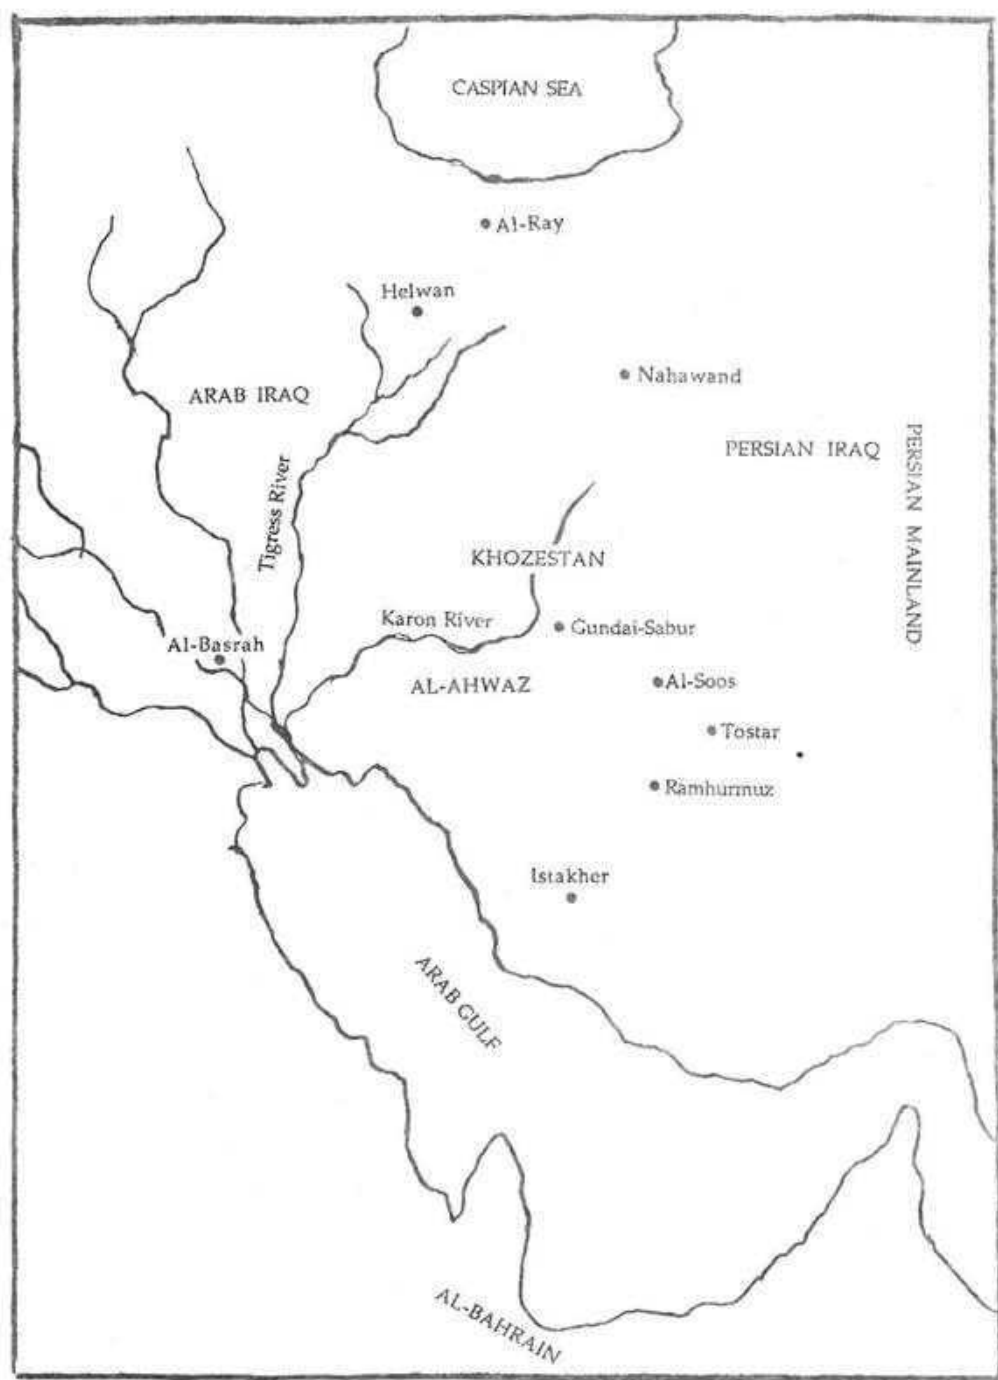 CASPIAN SEA
Al-Ray
Helwan
Nahawand
ARAB IRAQ
PERSIAN IRAQ
PERSIAN MAINLAND
Tigress River
KHOZESTAN
Karon River
Gundai-Sabur
Al-Basrah
AL-AHWAZ
Al-Soos
Tostar
Ramhurmuz
Istakher
ARAB GULF
AL-BAHRAIN